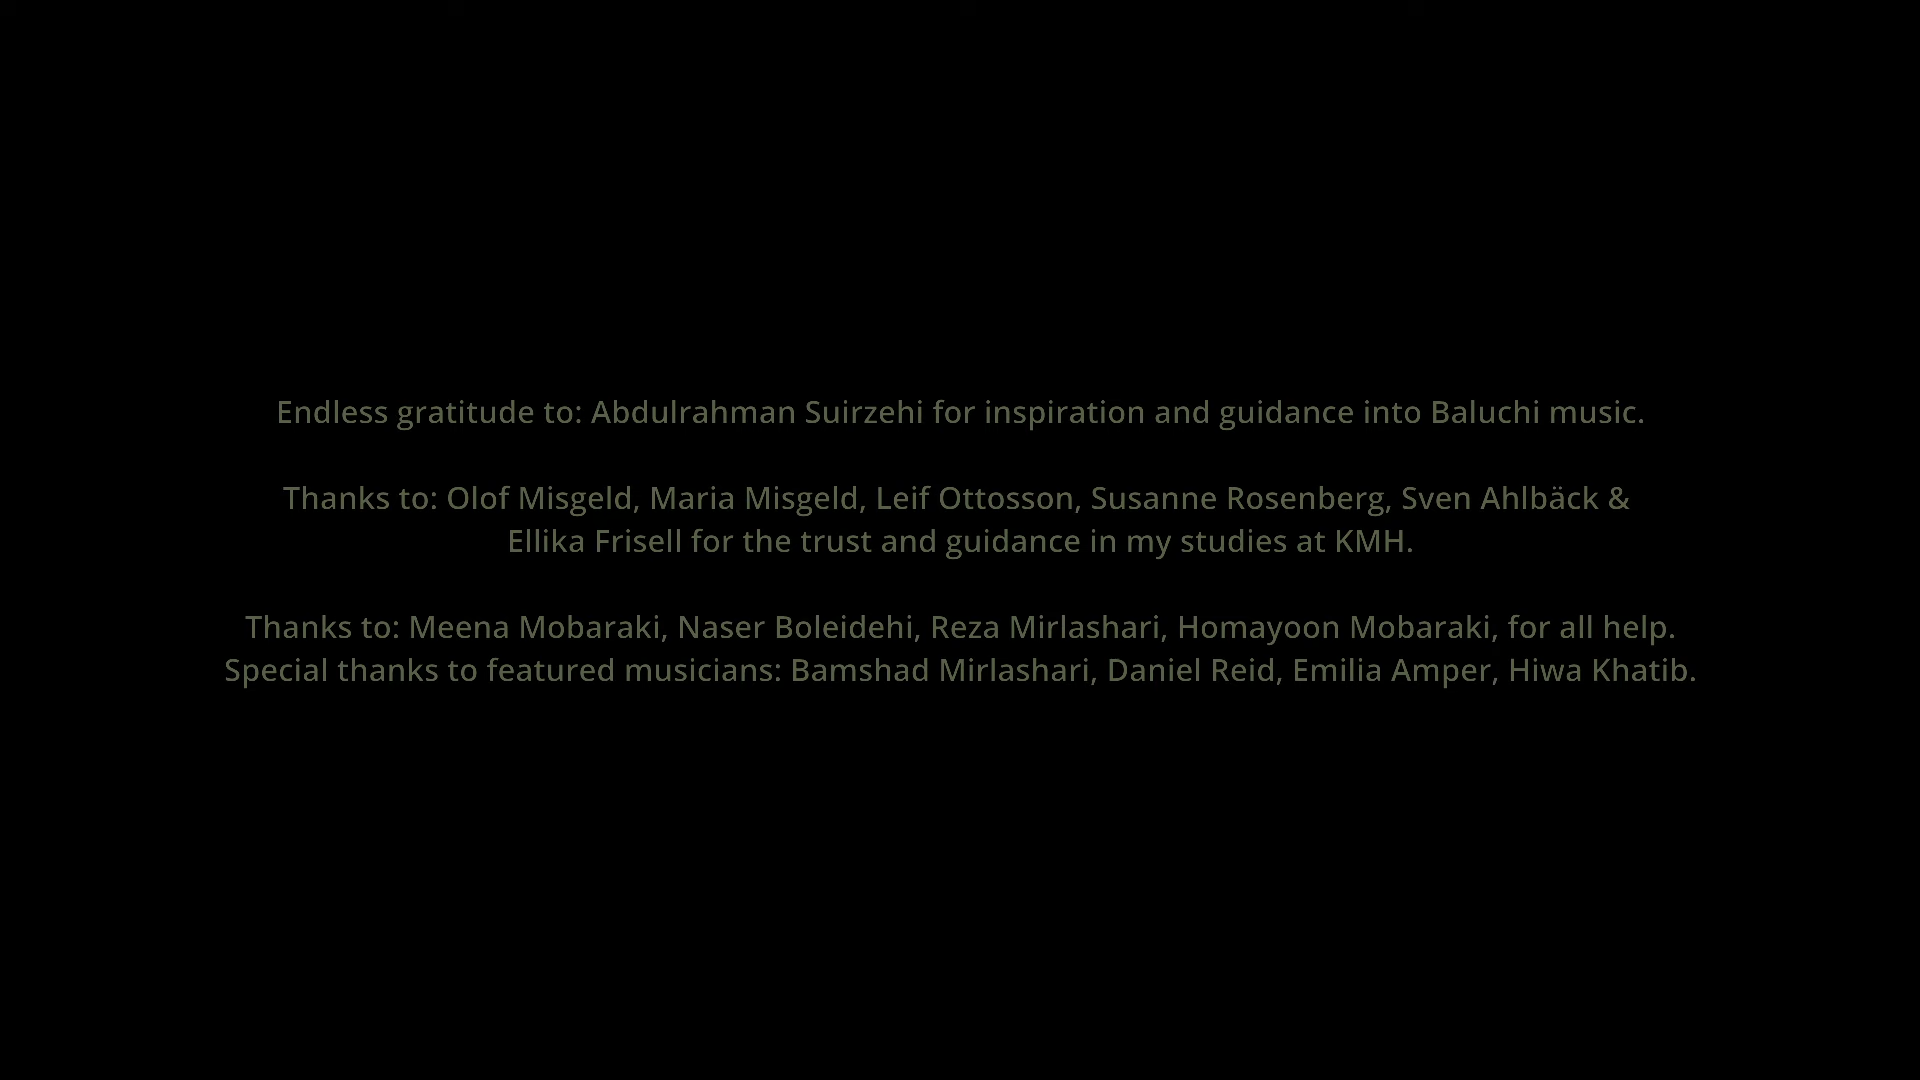 Endless gratitude to: Abdulrahman Suirzehi for inspiration and guidance into Baluchi music.
Thanks to: Olof Misgeld, Maria Misgeld, Leif Ottosson, Susanne Rosenberg, Sven Ahlbäck &
Ellika Frisell for the trust and guidance in my studies at KMH.
Thanks to: Meena Mobaraki, Naser Boleidehi, Reza Mirlashari, Homayoon Mobaraki, for all help.
Special thanks to featured musicians: Bamshad Mirlashari, Daniel Reid, Emilia Amper, Hiwa Khatib.